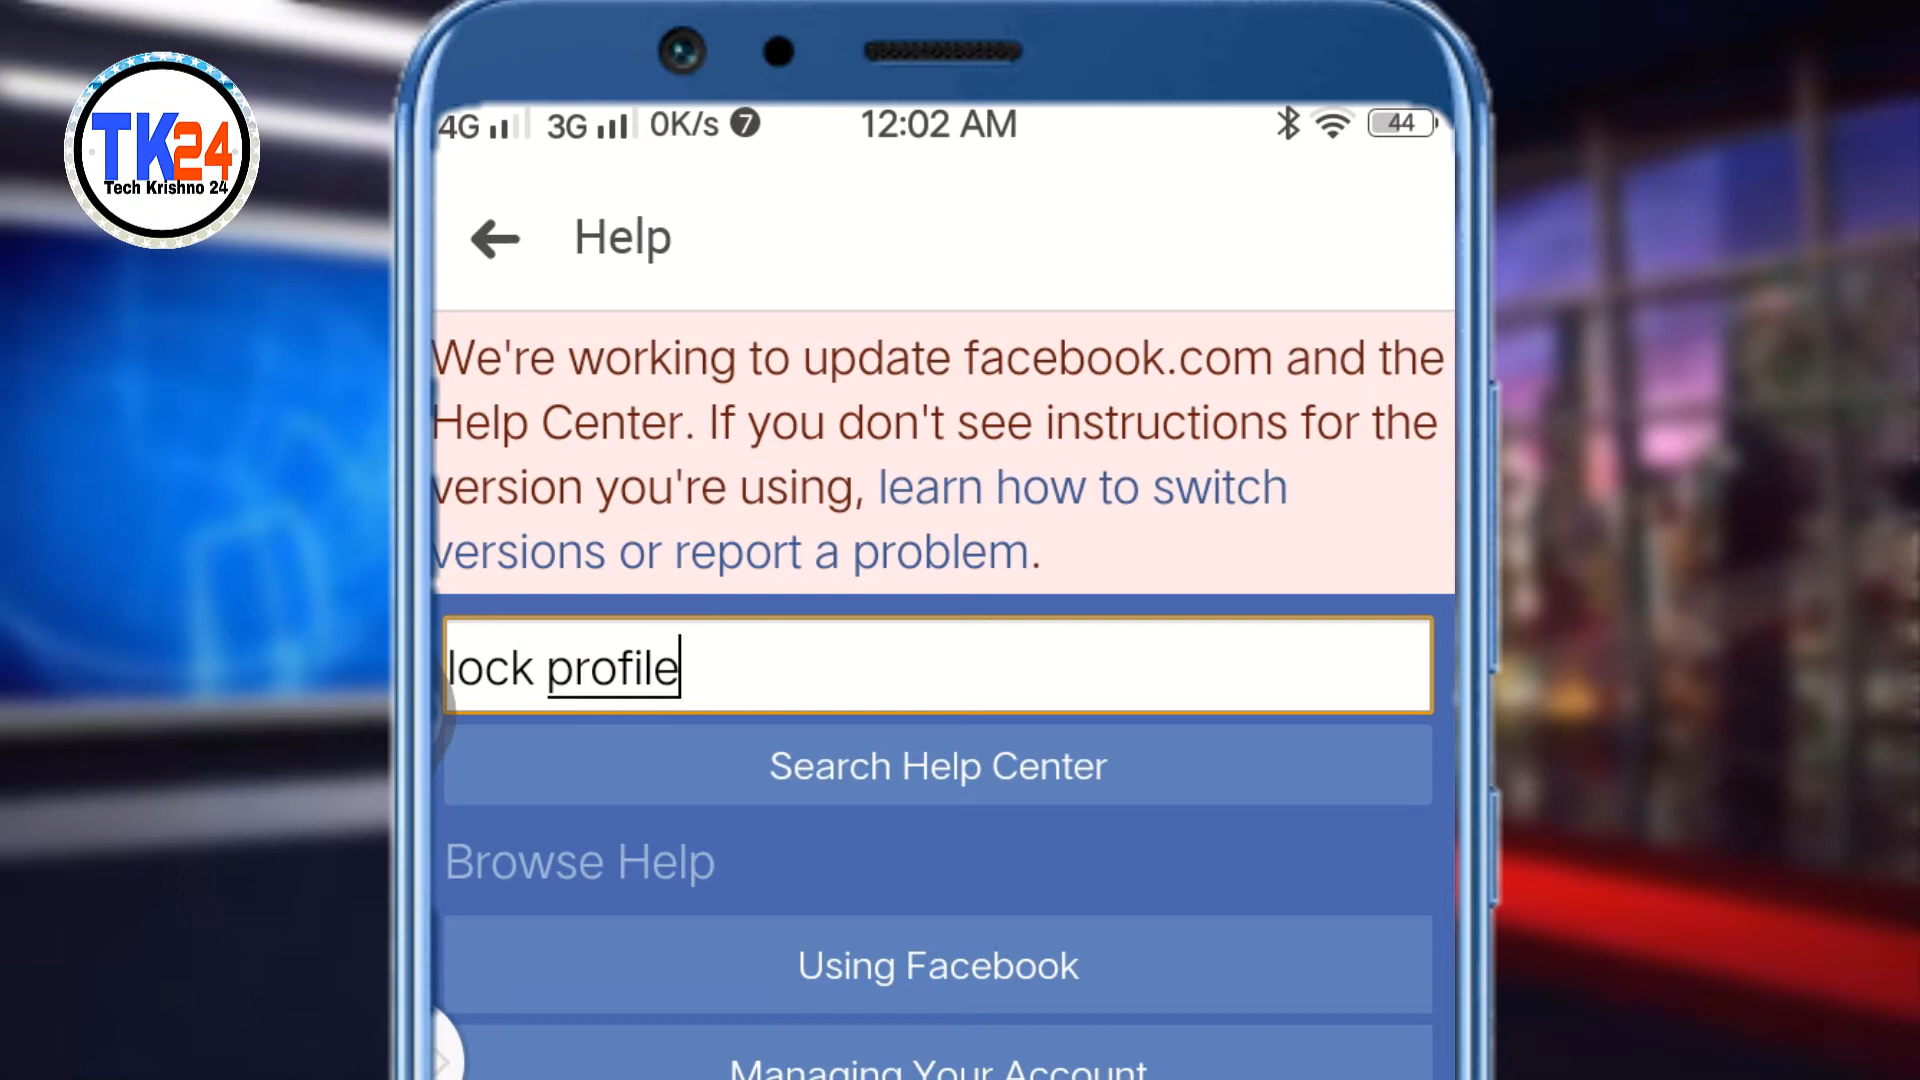 TK24
Tech Krishno 24
4G 3G 0K/s 7 12:02 AM 44
Help
We're working to update facebook.com and the
Help Center. If you don't see instructions for the
version you're using, learn how to switch
versions or report a problem.
lock profile
Search Help Center
Browse Help
Using Facebook
Managing Your Account